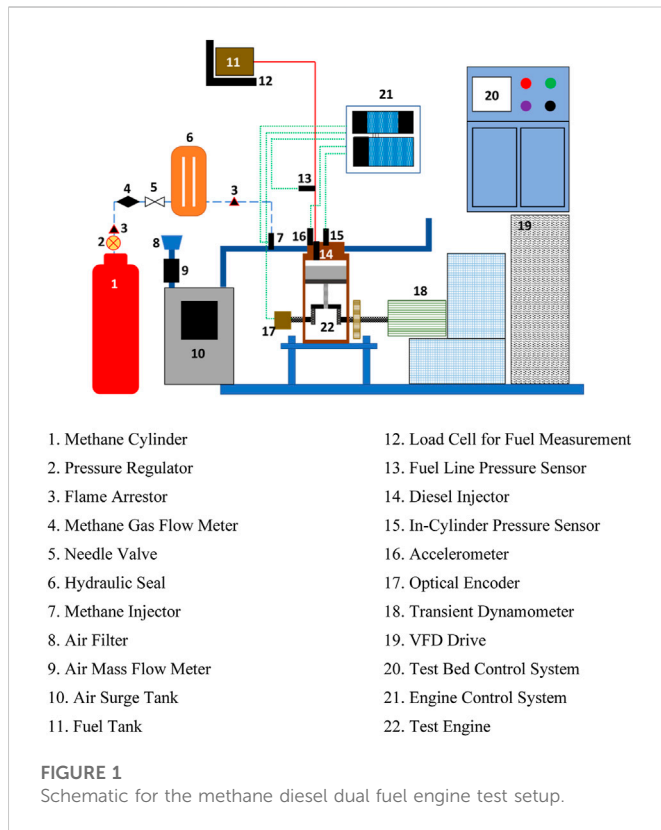 11
12
21
20
6
13
4
5
3
3
16
15
2
8
7
14
19
1
9
18
17
22
10
1. Methane Cylinder
2. Pressure Regulator
3. Flame Arrestor
4. Methane Gas Flow Meter
5. Needle Valve
6. Hydraulic Seal
7. Methane Injector
8. Air Filter
9. Air Mass Flow Meter
10. Air Surge Tank
11. Fuel Tank
12. Load Cell for Fuel Measurement
13. Fuel Line Pressure Sensor
14. Diesel Injector
15. In-Cylinder Pressure Sensor
16. Accelerometer
17. Optical Encoder
18. Transient Dynamometer
19. VFD Drive
20. Test Bed Control System
21. Engine Control System
22. Test Engine
FIGURE 1
Schematic for the methane diesel dual fuel engine test setup.